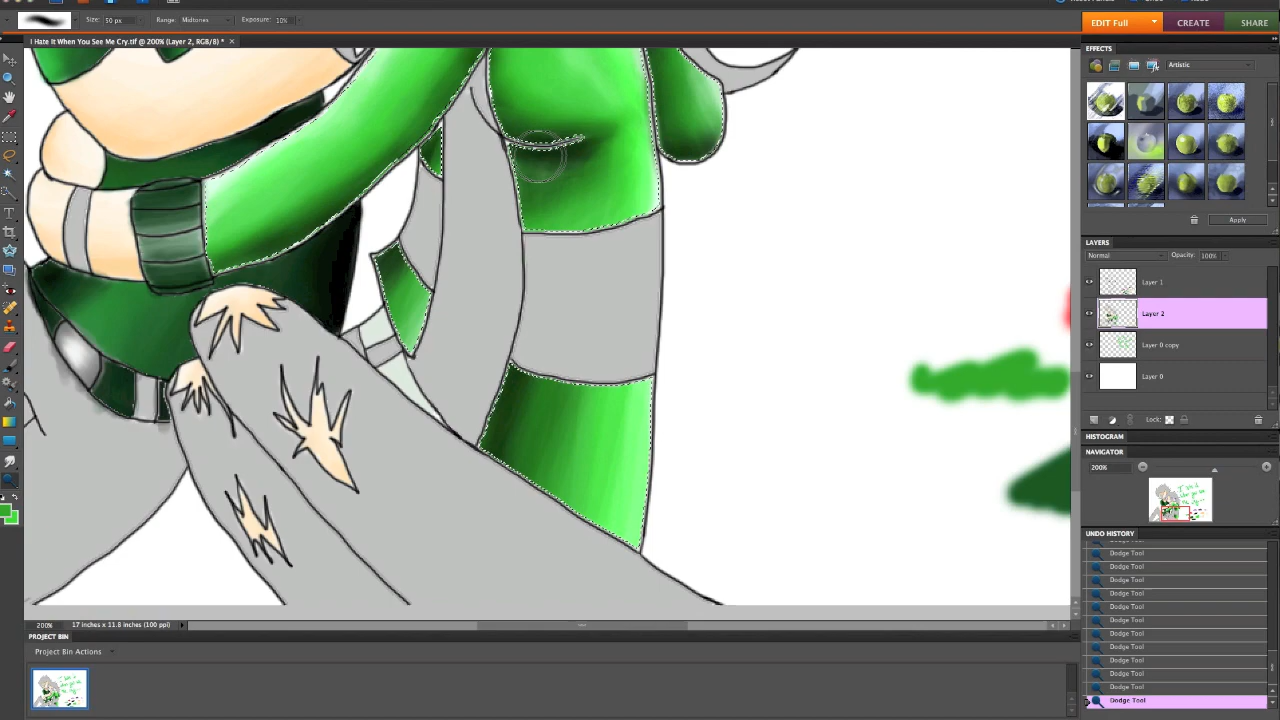 Size: 50 px Range: Midtones Exposure: 10%
EDIT Full CREATE SHARE
I Hate It When You See Me Cry.tif @ 200% (Layer 2, RGB/8) *
EFFECTS
Artistic
Apply
LAYERS
Normal Opacity: 100%
Layer 1
Layer 2
Layer 0 copy
Layer 0
Lock:
HISTOGRAM
NAVIGATOR
200%
UNDO HISTORY
Dodge Tool
Dodge Tool
Dodge Tool
Dodge Tool
Dodge Tool
Dodge Tool
Dodge Tool
Dodge Tool
Dodge Tool
Dodge Tool
Dodge Tool
Dodge Tool
200% 17 inches x 11.8 inches (100 ppi)
PROJECT BIN
Project Bin Actions